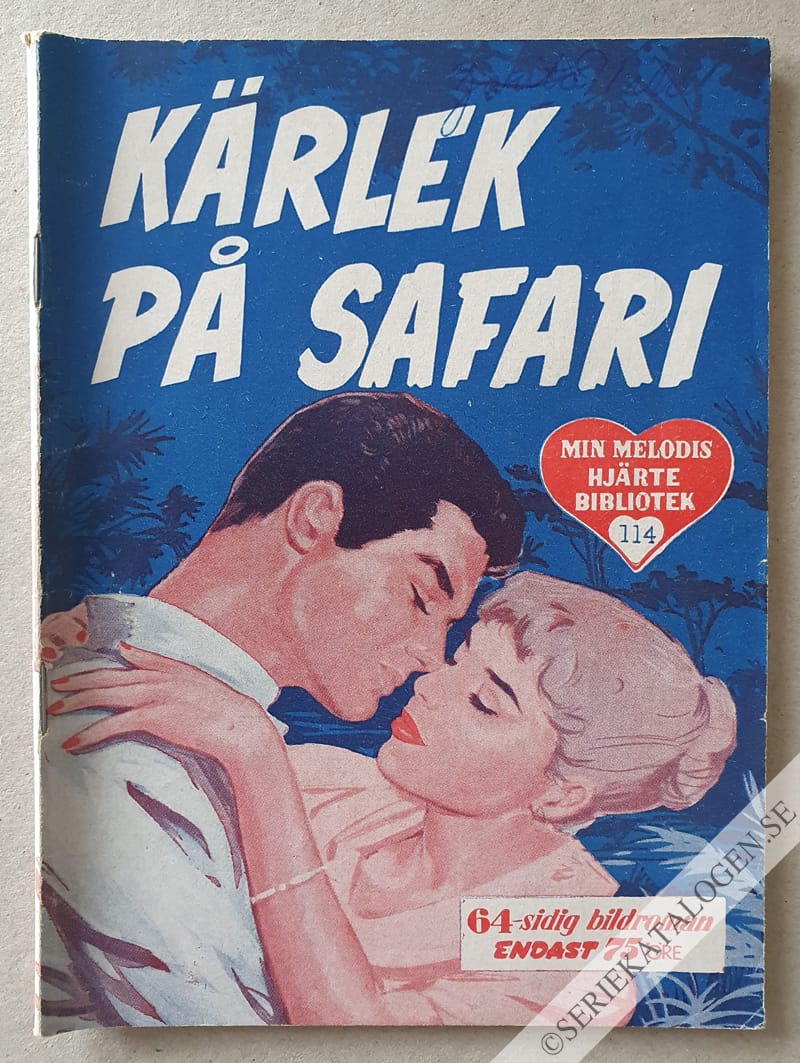 KÄRLEK
PÅ SAFARI
MIN MELODIS
HJÄRTE
BIBLIOTEK
114
64-sidig bildroman
ENDAST 75 ÖRE
©SERIEKATALOGEN.SE